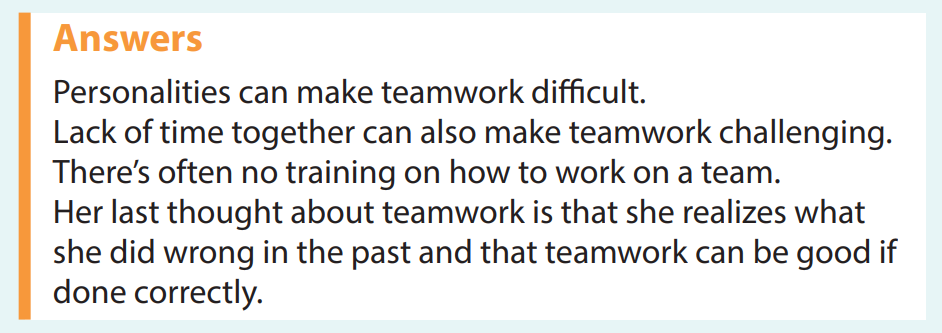 Answers
Personalities can make teamwork difficult.
Lack of time together can also make teamwork challenging.
There’s often no training on how to work on a team.
Her last thought about teamwork is that she realizes what
she did wrong in the past and that teamwork can be good if
done correctly.